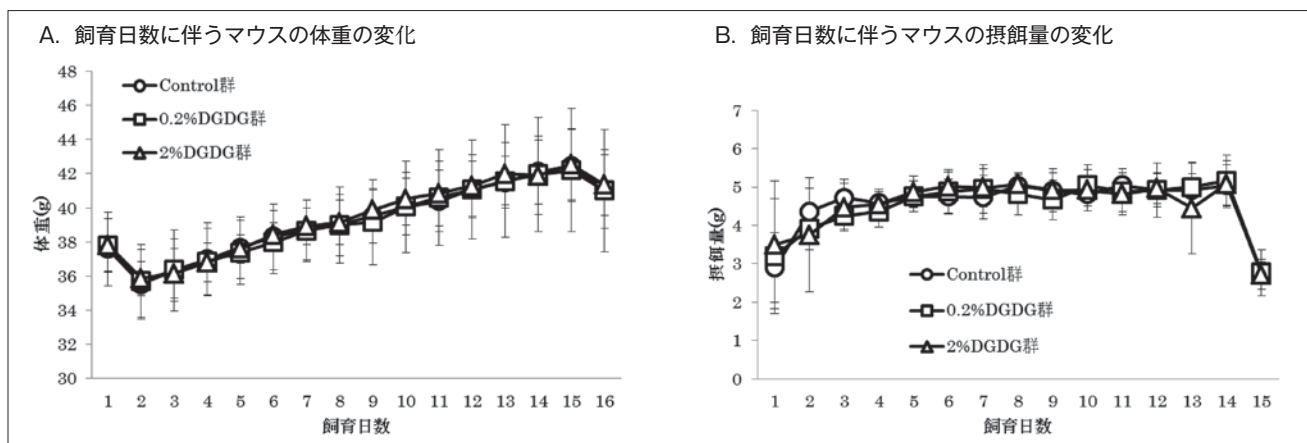 A. 飼育日数に伴うマウスの体重の変化
48
46
44
42
40
38
36
34
32
30
体重(g)
Control群
0.2%DGDG群
2%DGDG群
1 2 3 4 5 6 7 8 9 10 11 12 13 14 15 16
飼育日数
B. 飼育日数に伴うマウスの摂餌量の変化
7
6
5
4
3
2
1
0
摂餌量(g)
Control群
0.2%DGDG群
2%DGDG群
1 2 3 4 5 6 7 8 9 10 11 12 13 14 15
飼育日数